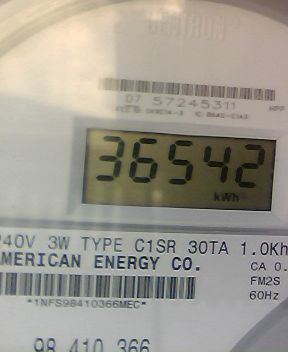 07 57245311
36542
kWh
240V 3W TYPE C1SR 30TA 1.0Kh
AMERICAN ENERGY CO.
CA 0.
FM2S
60Hz
*1NFS98410366MEC*
98 410 366